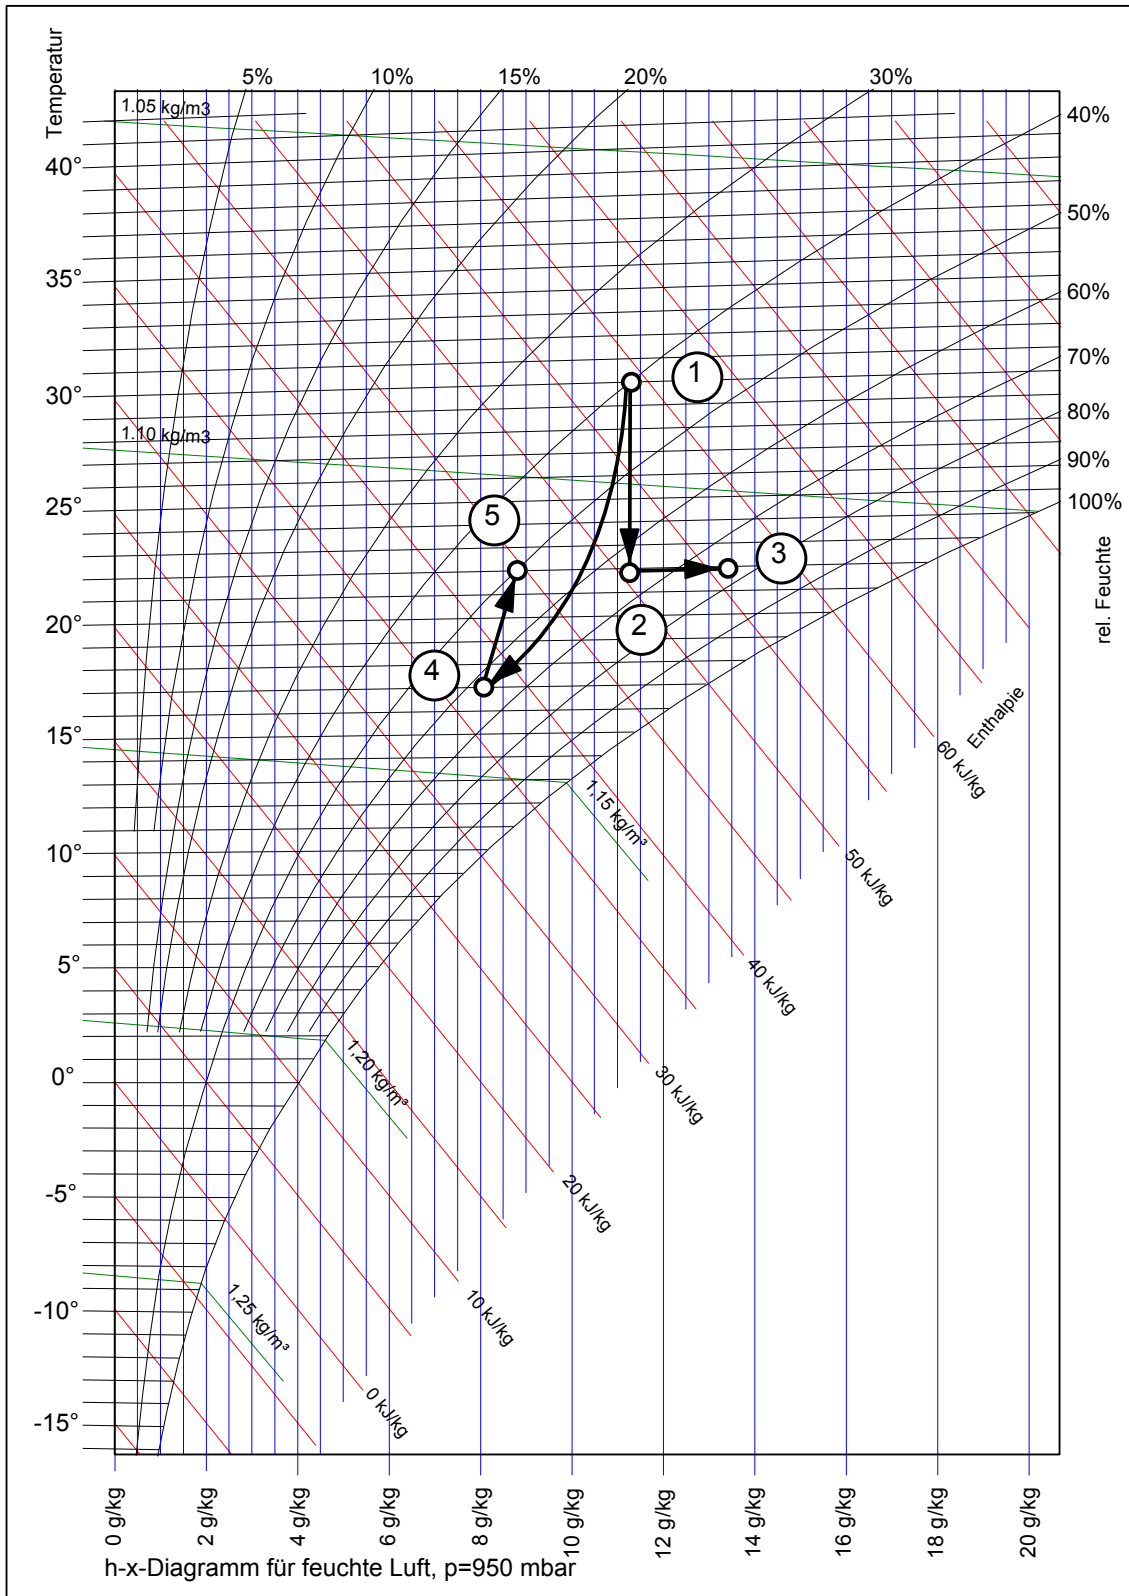 Temperatur
5%
10%
15%
20%
30%
40%
50%
60%
70%
80%
90%
100%
rel. Feuchte
1.05 kg/m3
40°
35°
30°
1.10 kg/m3
25°
20°
15°
10°
5°
0°
-5°
-10°
-15°
1
2
3
4
5
1,15 kg/m³
1,20 kg/m³
1,25 kg/m³
Enthalpie
60 kJ/kg
50 kJ/kg
40 kJ/kg
30 kJ/kg
20 kJ/kg
10 kJ/kg
0 kJ/kg
0 g/kg
2 g/kg
4 g/kg
6 g/kg
8 g/kg
10 g/kg
12 g/kg
14 g/kg
16 g/kg
18 g/kg
20 g/kg
h-x-Diagramm für feuchte Luft, p=950 mbar